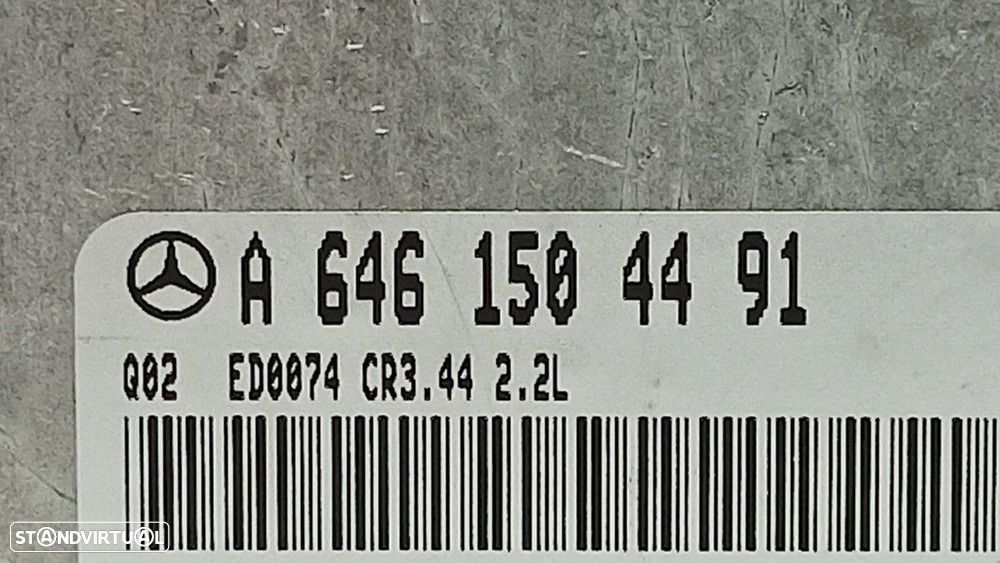 A 646 150 44 91
Q02 ED0074 CR3.44 2.2L
STANDVIRTUAL